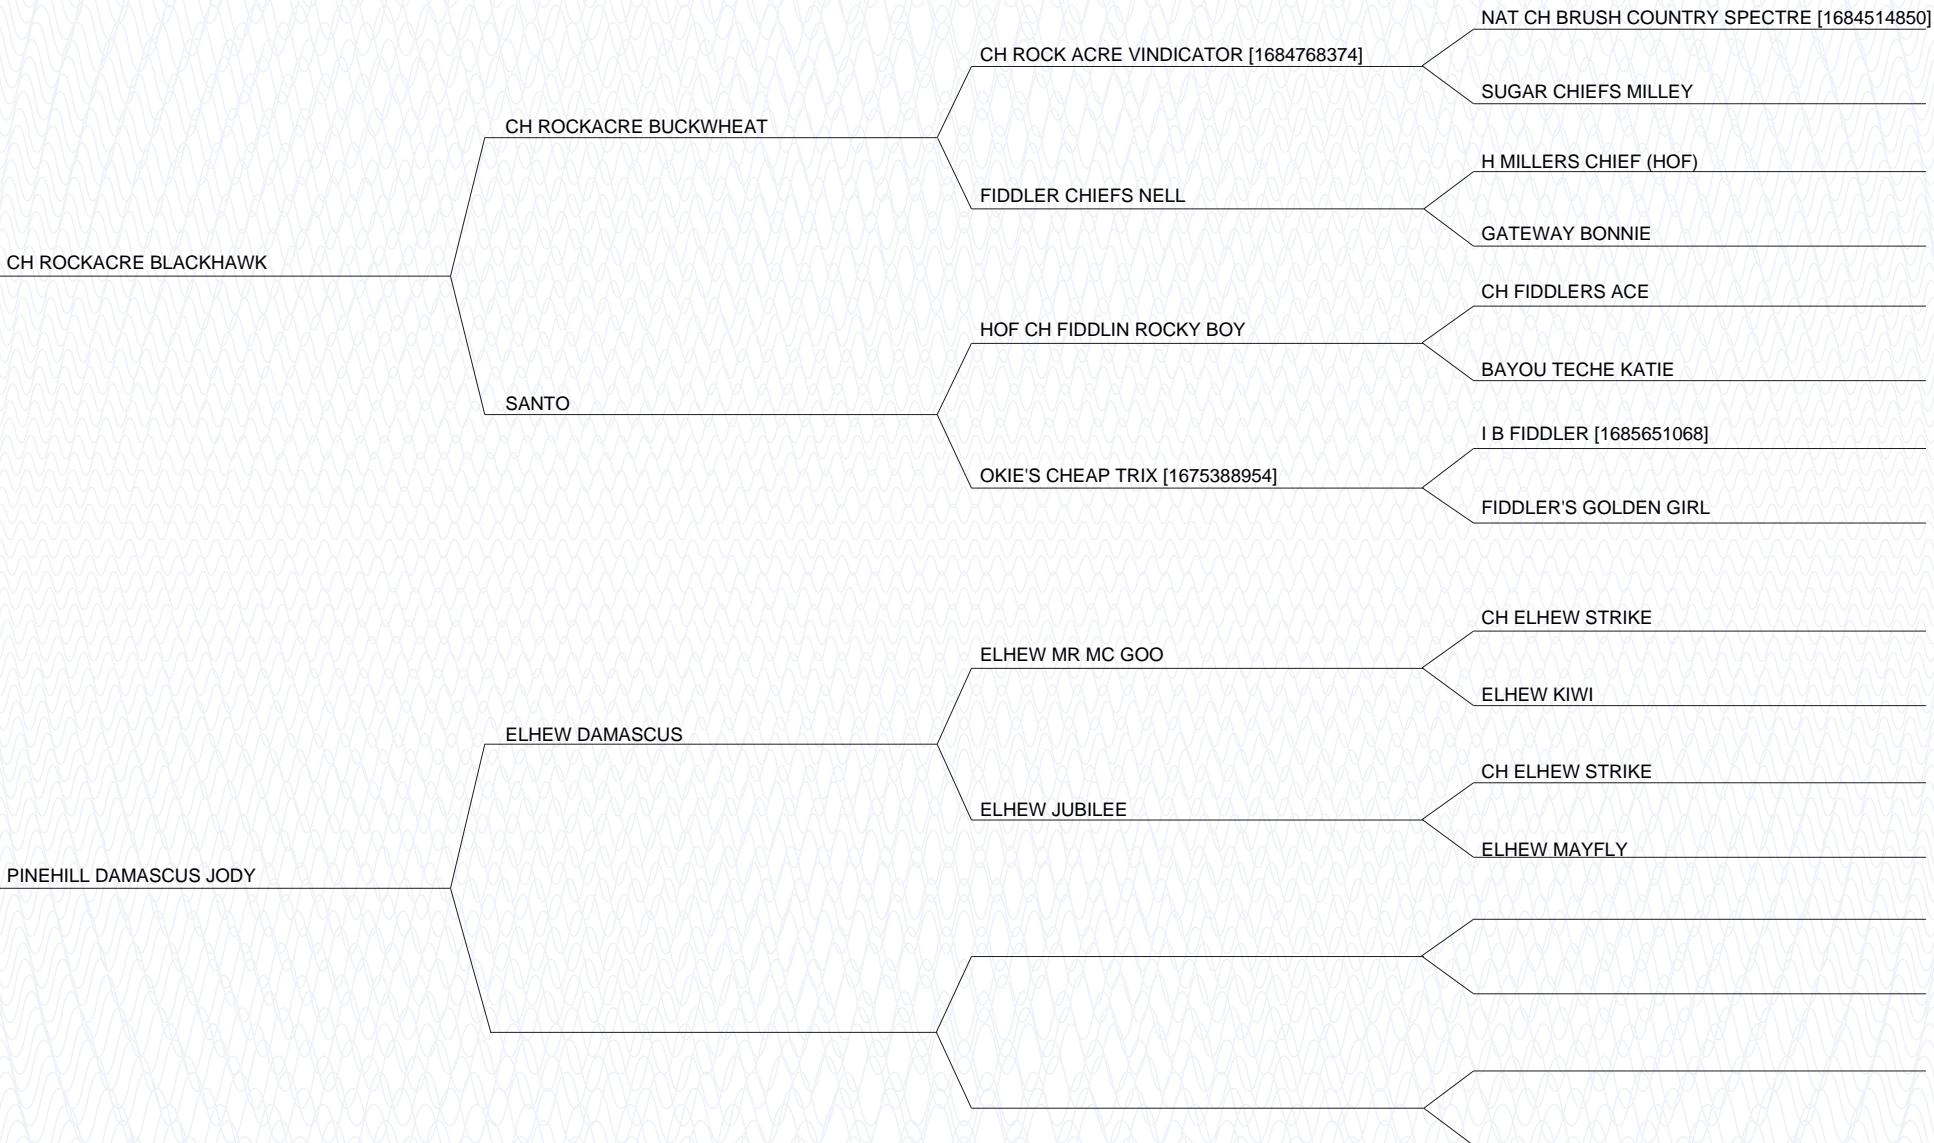 NAT CH BRUSH COUNTRY SPECTRE [1684514850]
CH ROCK ACRE VINDICATOR [1684768374]
SUGAR CHIEFS MILLEY
CH ROCKACRE BUCKWHEAT
H MILLERS CHIEF (HOF)
FIDDLER CHIEFS NELL
GATEWAY BONNIE
CH ROCKACRE BLACKHAWK
CH FIDDLERS ACE
HOF CH FIDDLIN ROCKY BOY
BAYOU TECHE KATIE
SANTO
I B FIDDLER [1685651068]
OKIE'S CHEAP TRIX [1675388954]
FIDDLER'S GOLDEN GIRL
CH ELHEW STRIKE
ELHEW MR MC GOO
ELHEW KIWI
ELHEW DAMASCUS
CH ELHEW STRIKE
ELHEW JUBILEE
ELHEW MAYFLY
PINEHILL DAMASCUS JODY